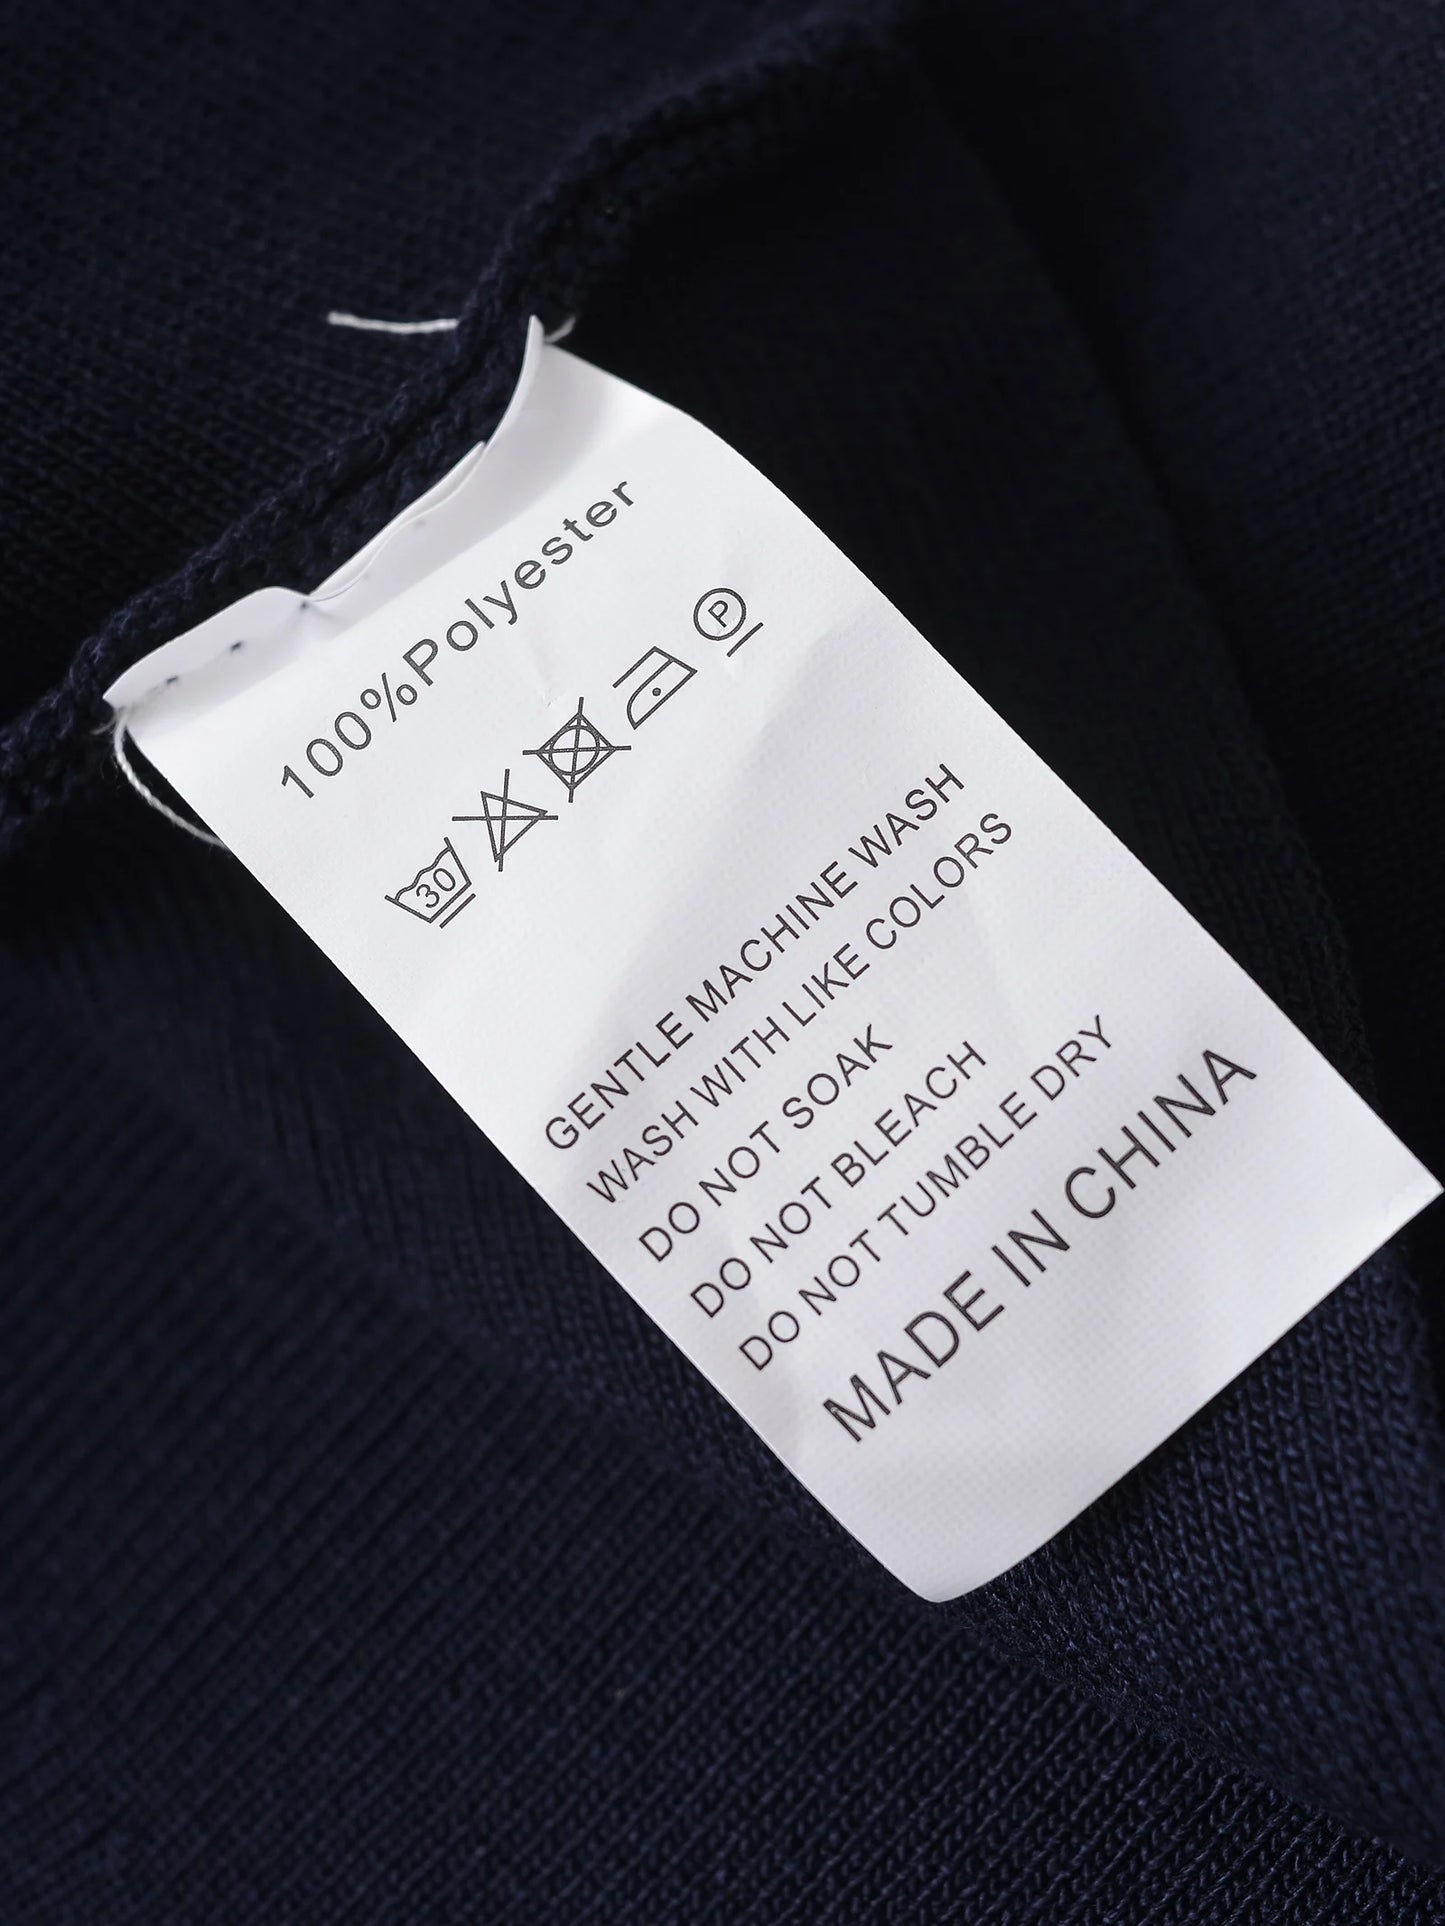 100%Polyester
30
P
GENTLE MACHINE WASH
WASH WITH LIKE COLORS
DO NOT SOAK
DO NOT BLEACH
DO NOT TUMBLE DRY
MADE IN CHINA